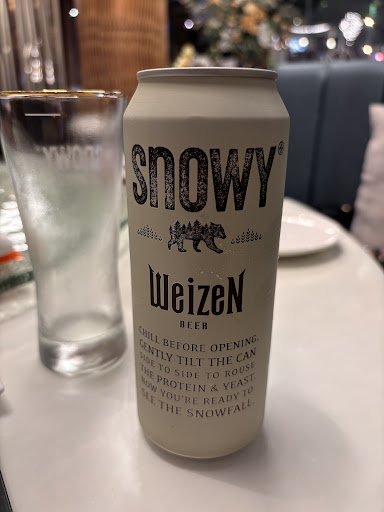 SNOWY®
WeizeN
BEER
CHILL BEFORE OPENING.
GENTLY TILT THE CAN
SIDE TO SIDE TO ROUSE
THE PROTEIN & YEAST.
NOW YOU'RE READY TO
SEE THE SNOWFALL.